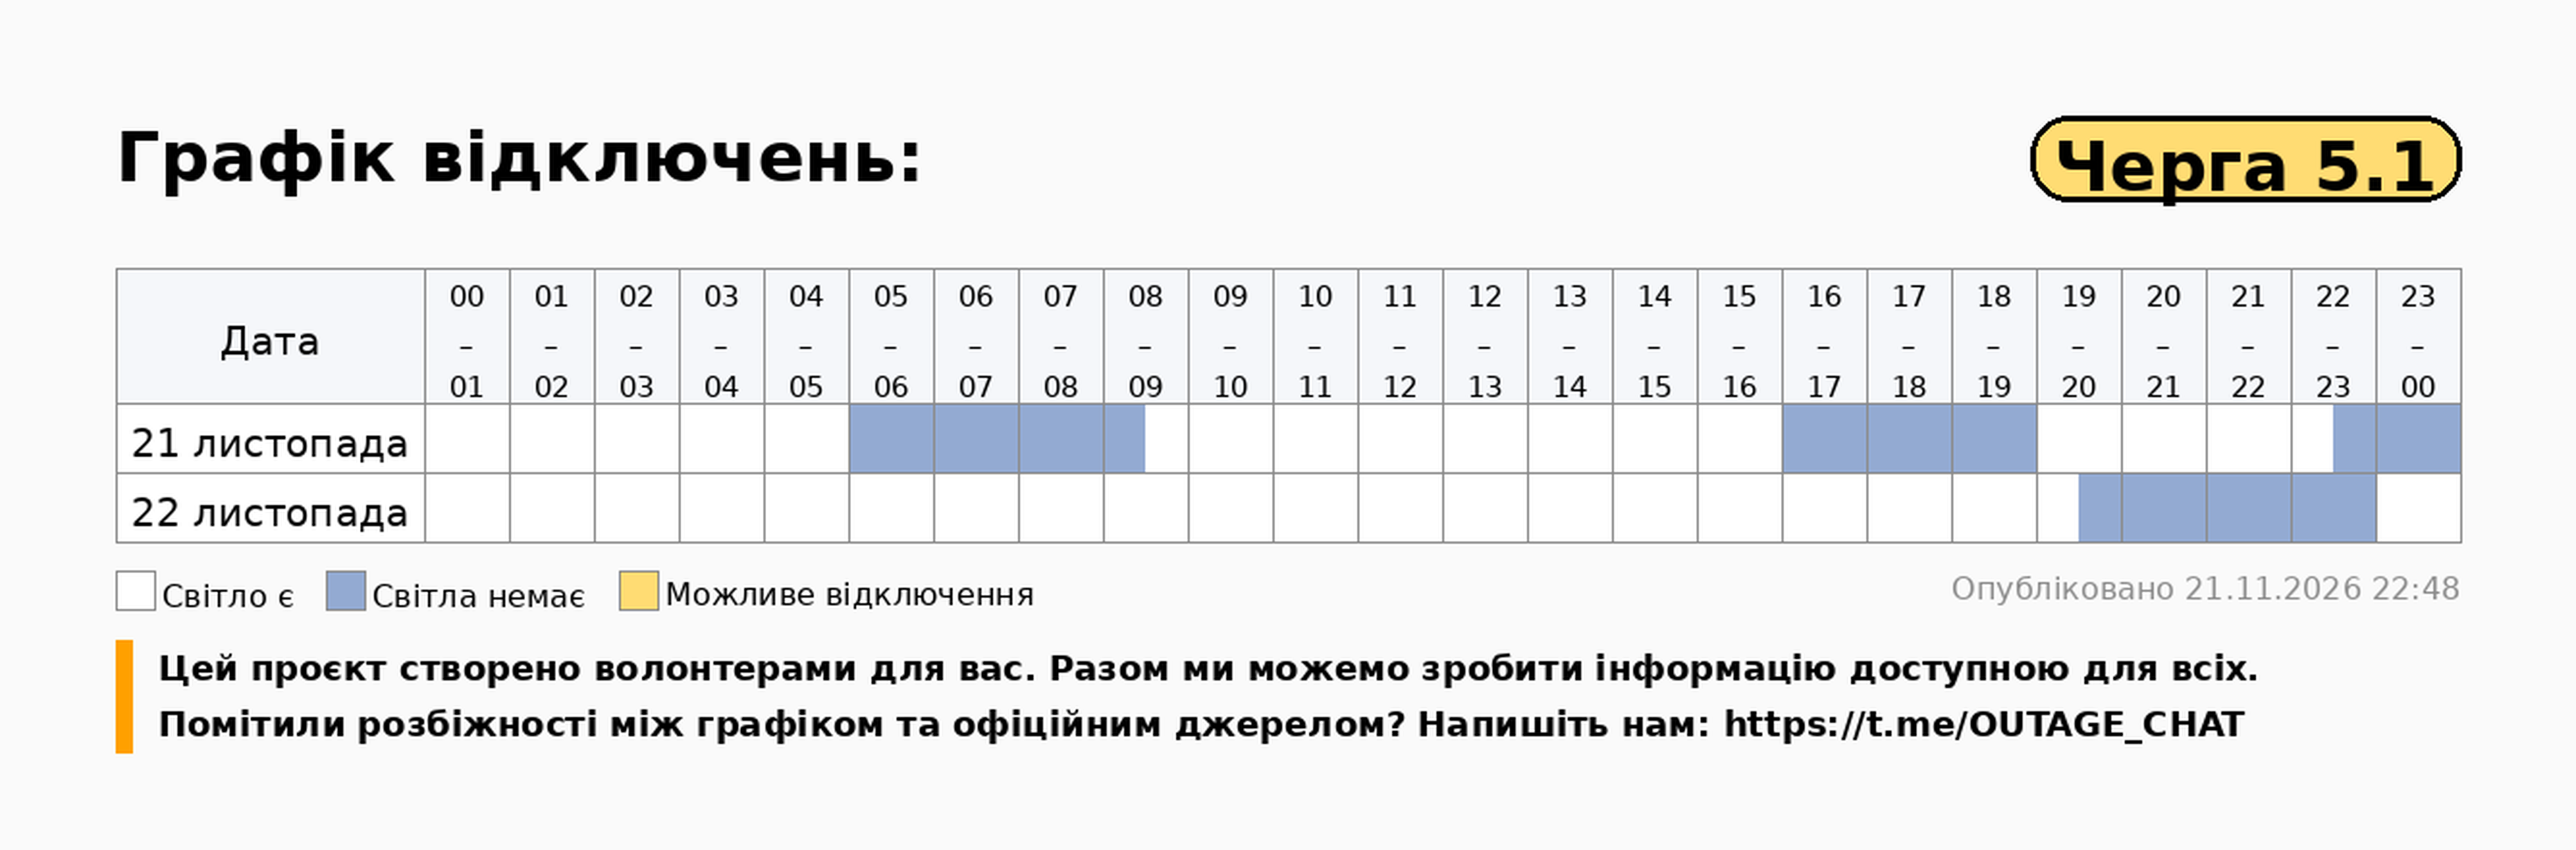 Графік відключень:
Черга 5.1
Дата
00 – 01
01 – 02
02 – 03
03 – 04
04 – 05
05 – 06
06 – 07
07 – 08
08 – 09
09 – 10
10 – 11
11 – 12
12 – 13
13 – 14
14 – 15
15 – 16
16 – 17
17 – 18
18 – 19
19 – 20
20 – 21
21 – 22
22 – 23
23 – 00
21 листопада
22 листопада
Світло є
Світла немає
Можливе відключення
Опубліковано 21.11.2026 22:48
Цей проєкт створено волонтерами для вас. Разом ми можемо зробити інформацію доступною для всіх.
Помітили розбіжності між графіком та офіційним джерелом? Напишіть нам: https://t.me/OUTAGE_CHAT